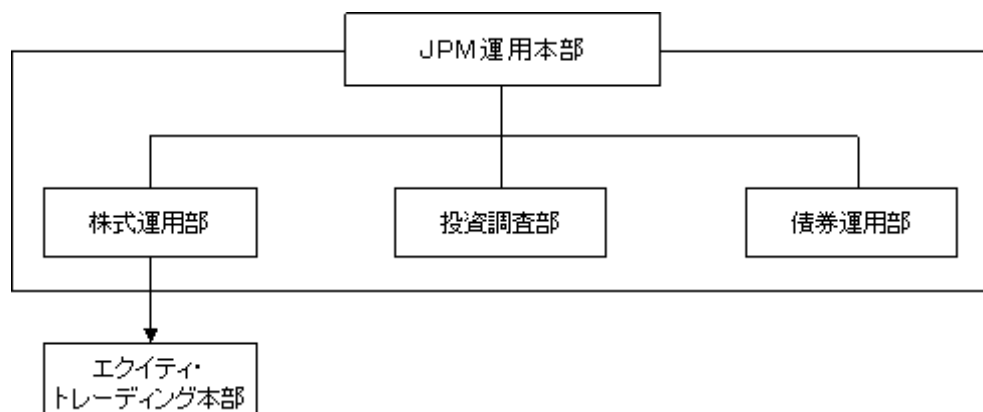 JPM運用本部
株式運用部
投資調査部
債券運用部
エクイティ・
トレーディング本部